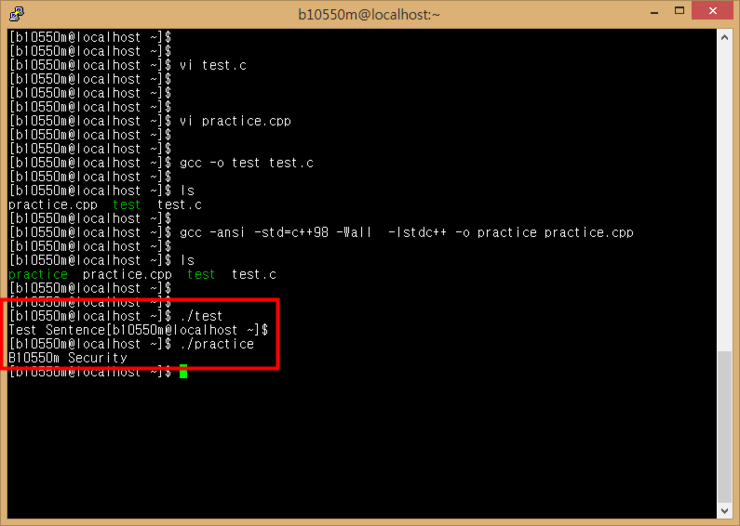 b10550m@localhost:~
[b10550m@localhost ~]$
[b10550m@localhost ~]$
[b10550m@localhost ~]$ vi test.c
[b10550m@localhost ~]$
[b10550m@localhost ~]$
[b10550m@localhost ~]$
[b10550m@localhost ~]$ vi practice.cpp
[b10550m@localhost ~]$
[b10550m@localhost ~]$
[b10550m@localhost ~]$ gcc -o test test.c
[b10550m@localhost ~]$
[b10550m@localhost ~]$ ls
practice.cpp  test  test.c
[b10550m@localhost ~]$
[b10550m@localhost ~]$ gcc -ansi -std=c++98 -Wall  -lstdc++ -o practice practice.cpp
[b10550m@localhost ~]$
[b10550m@localhost ~]$ ls
practice  practice.cpp  test  test.c
[b10550m@localhost ~]$
[b10550m@localhost ~]$
[b10550m@localhost ~]$ ./test
Test Sentence[b10550m@localhost ~]$
[b10550m@localhost ~]$ ./practice
B10550m Security
[b10550m@localhost ~]$